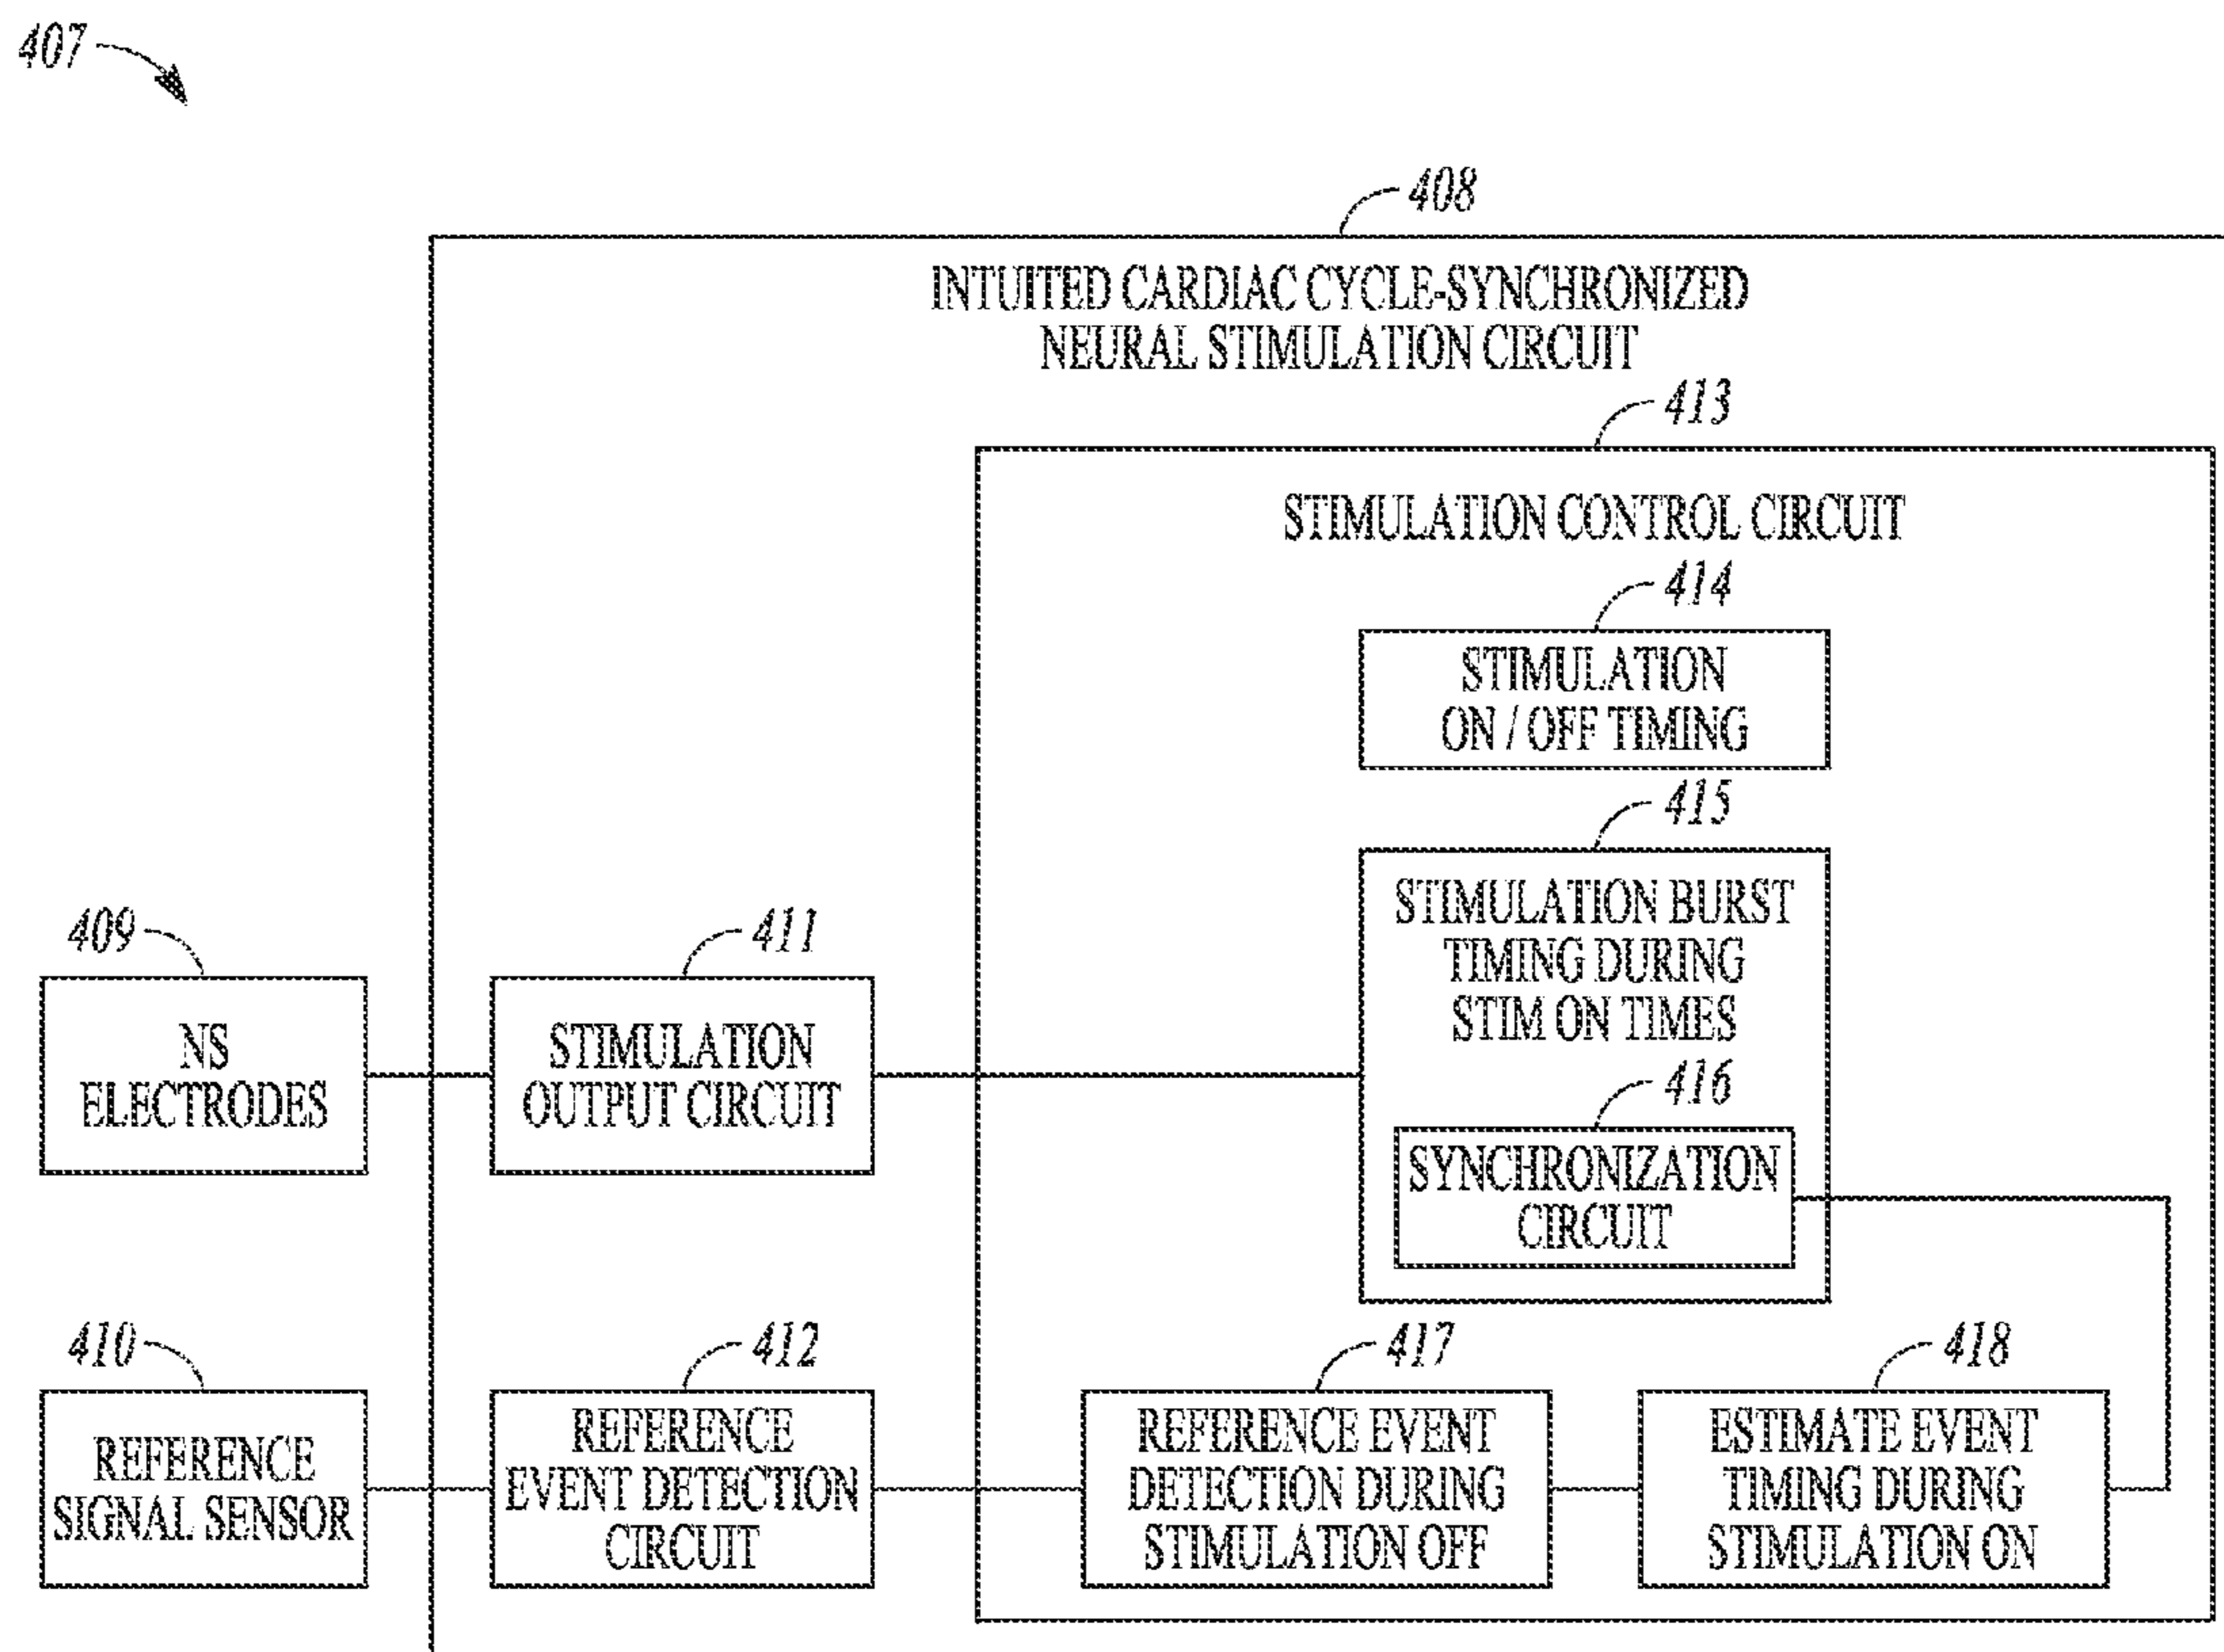 407
408
INTUITED CARDIAC CYCLE-SYNCHRONIZED
NEURAL STIMULATION CIRCUIT
413
STIMULATION CONTROL CIRCUIT
414
STIMULATION
ON / OFF TIMING
415
STIMULATION BURST
TIMING DURING
STIM ON TIMES
416
SYNCHRONIZATION
CIRCUIT
409
NS
ELECTRODES
411
STIMULATION
OUTPUT CIRCUIT
410
REFERENCE
SIGNAL SENSOR
412
REFERENCE
EVENT DETECTION
CIRCUIT
417
REFERENCE EVENT
DETECTION DURING
STIMULATION OFF
418
ESTIMATE EVENT
TIMING DURING
STIMULATION ON